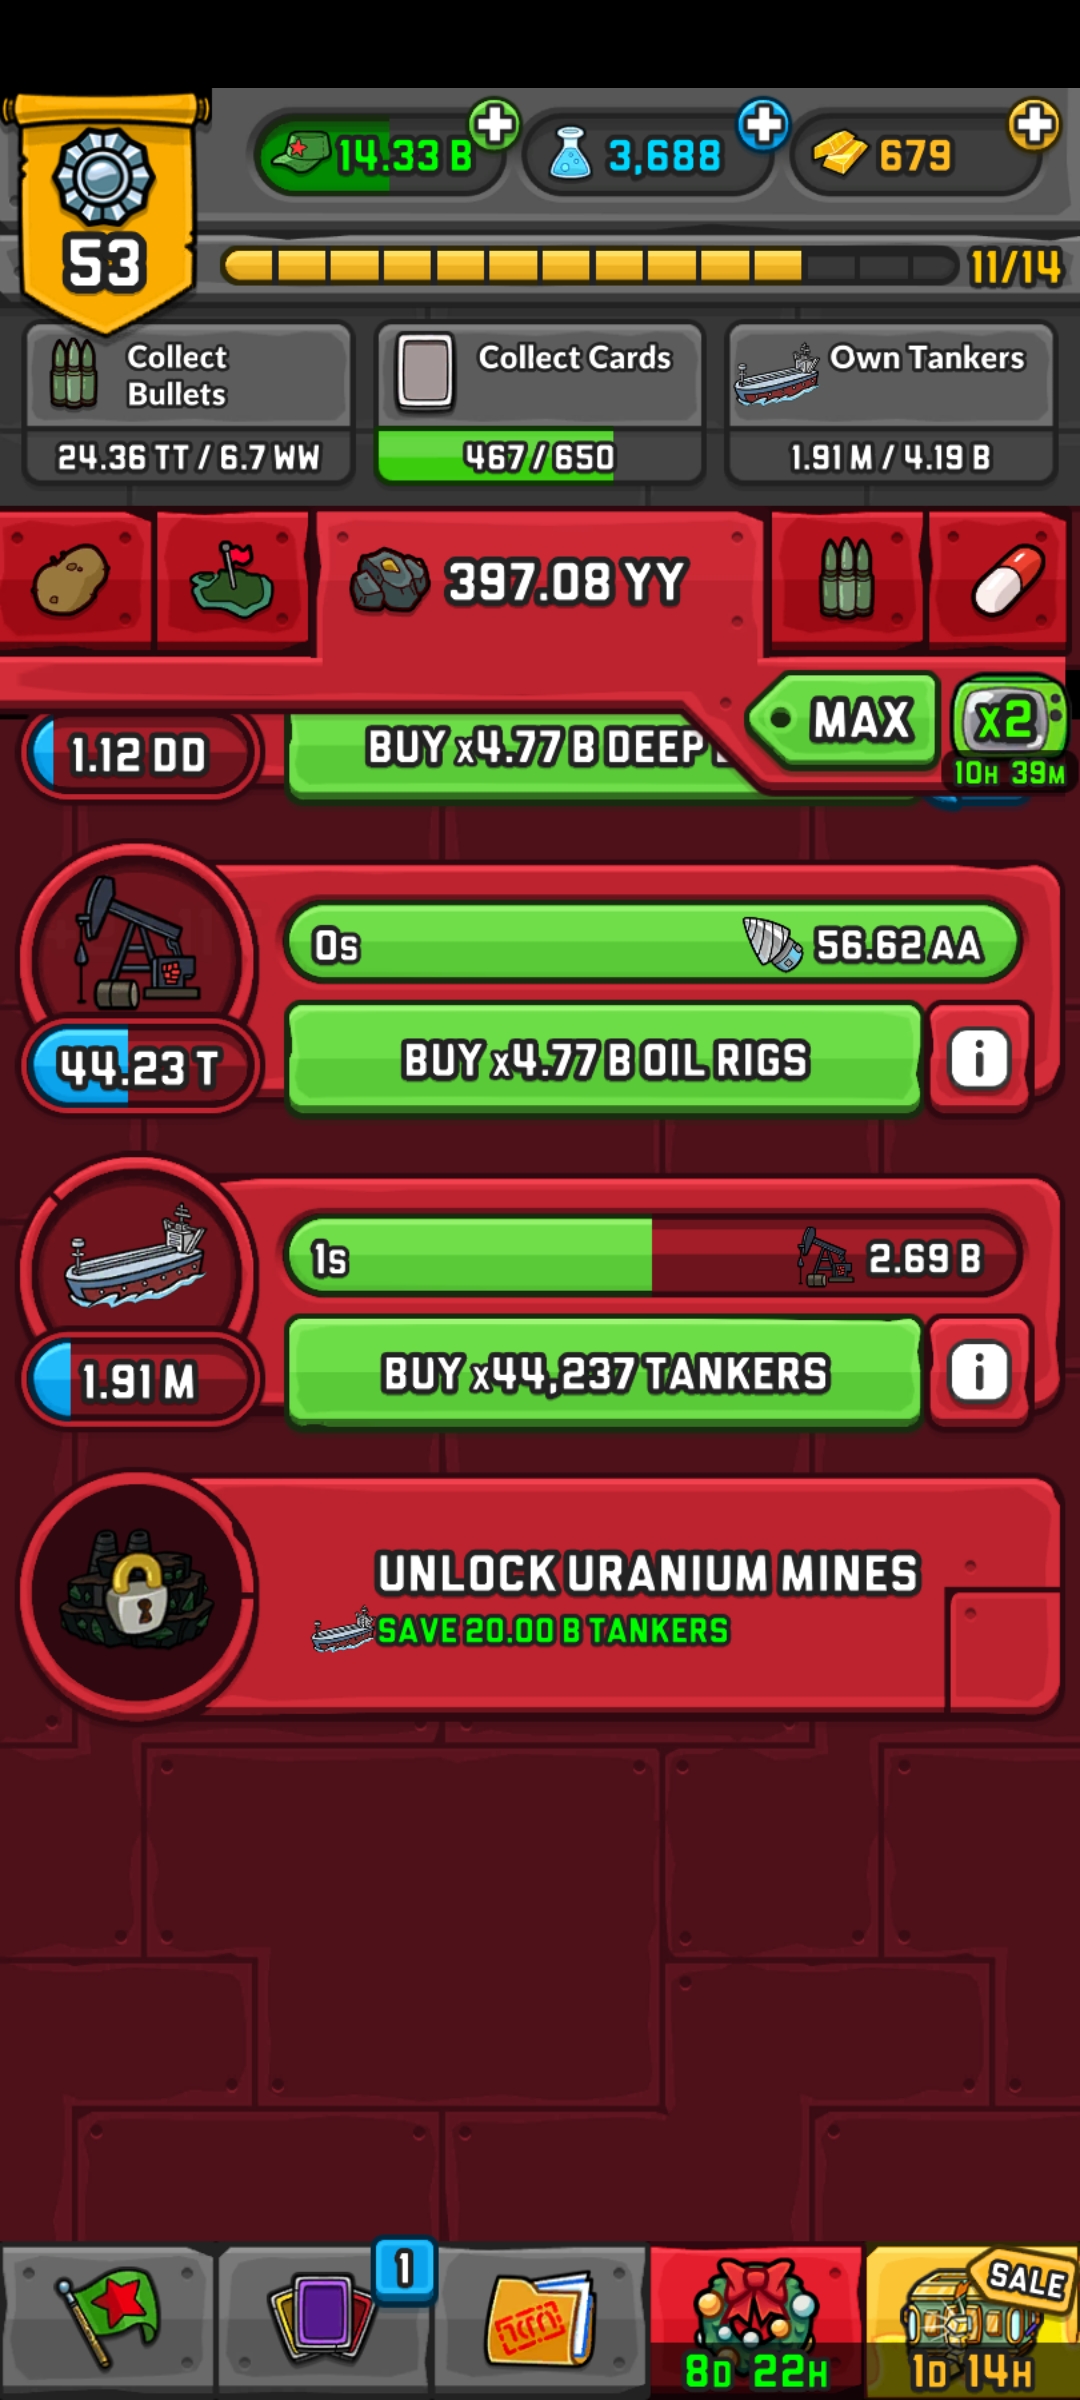 14.33 B
3,688
679
53
11/14
Collect
Bullets
24.36 TT / 6.7 WW
Collect Cards
467 / 650
Own Tankers
1.91 M / 4.19 B
397.08 YY
MAX
x2
10H 39M
1.12 DD
BUY x4.77 B DEEP
0s
56.62 AA
44.23 T
BUY x4.77 B OIL RIGS
i
1s
2.69 B
1.91 M
BUY x44,237 TANKERS
i
UNLOCK URANIUM MINES
SAVE 20.00 B TANKERS
1
SALE
8D 22H
1D 14H